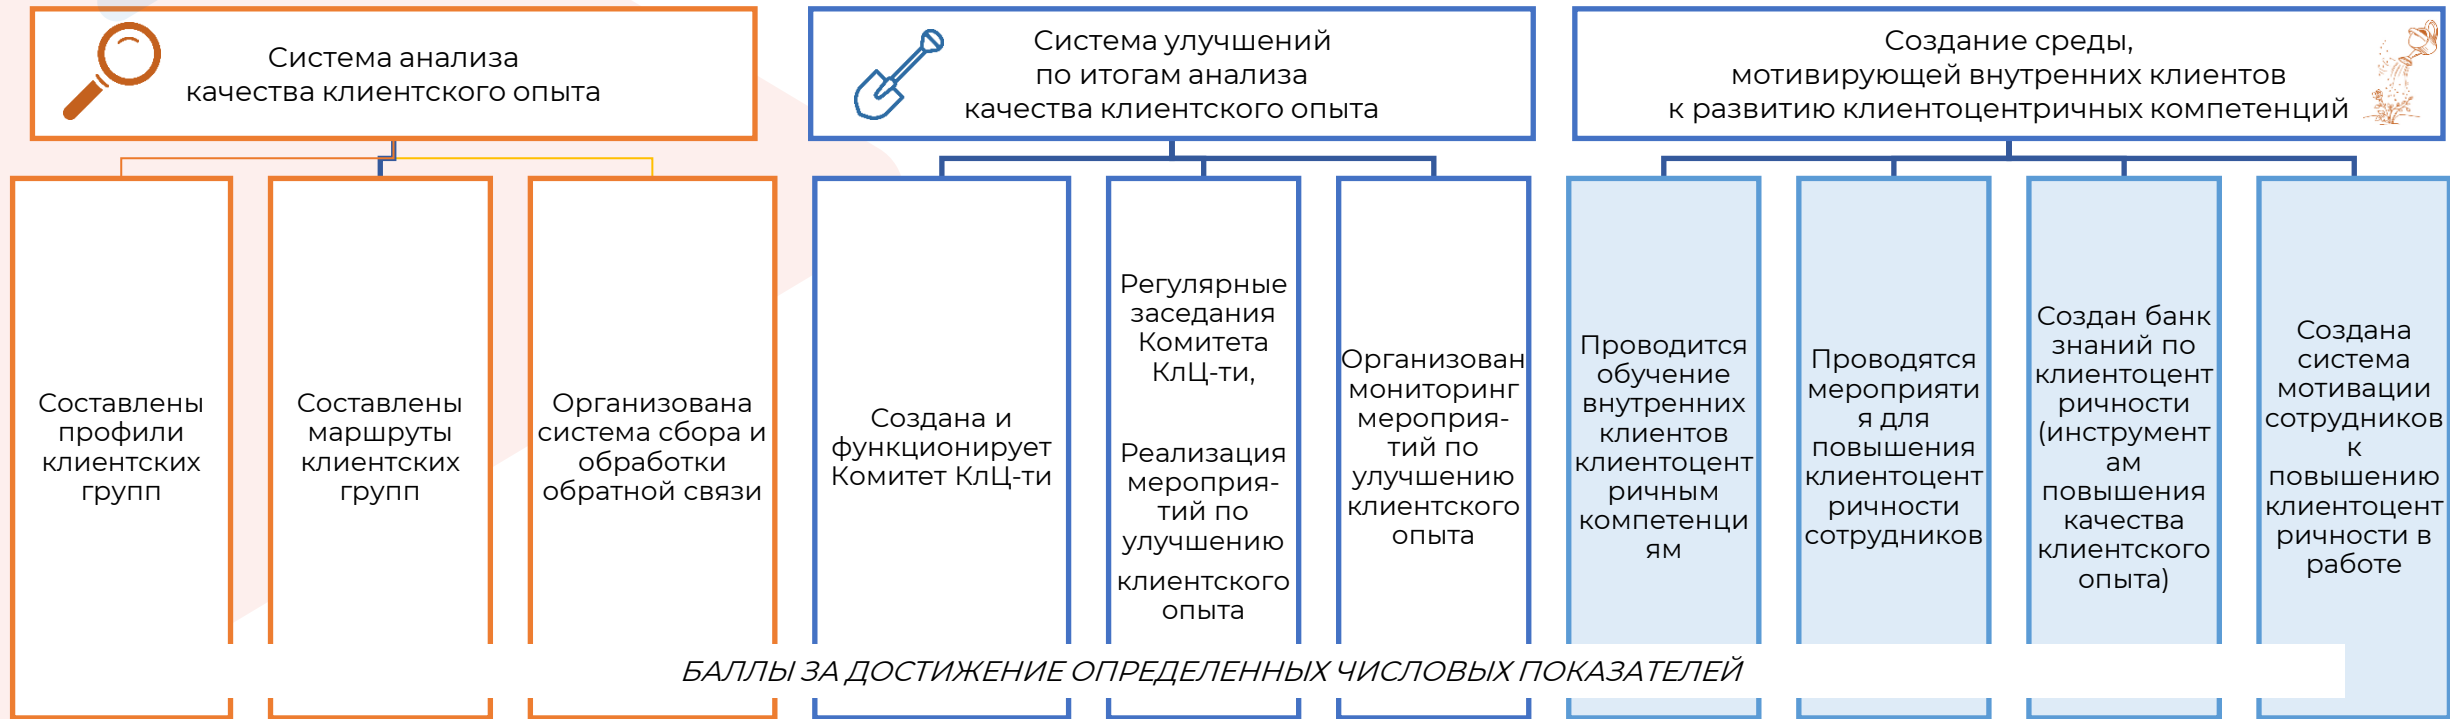 Система анализа
качества клиентского опыта
Система улучшений
по итогам анализа
качества клиентского опыта
Создание среды,
мотивирующей внутренних клиентов
к развитию клиентоцентричных компетенций
Составлены
профили
клиентских
групп
Составлены
маршруты
клиентских
групп
Организована
система сбора и
обработки
обратной связи
Создана и
функционирует
Комитет КлЦ-ти
Регулярные
заседания
Комитета
КлЦ-ти,
Реализация
мероприя-
тий по
улучшению
клиентского
опыта
Организован
мониторинг
мероприя-
тий по
улучшению
клиентского
опыта
Проводится
обучение
внутренних
клиентов
клиентоцент
ричным
компетенци
ям
Проводятся
мероприяти
я для
повышения
клиентоцент
ричности
сотрудников
Создан банк
знаний по
клиентоцент
ричности
(инструмент
ам
повышения
качества
клиентского
опыта)
Создана
система
мотивации
сотрудников
к
повышению
клиентоцент
ричности в
работе
БАЛЛЫ ЗА ДОСТИЖЕНИЕ ОПРЕДЕЛЕННЫХ ЧИСЛОВЫХ ПОКАЗАТЕЛЕЙ